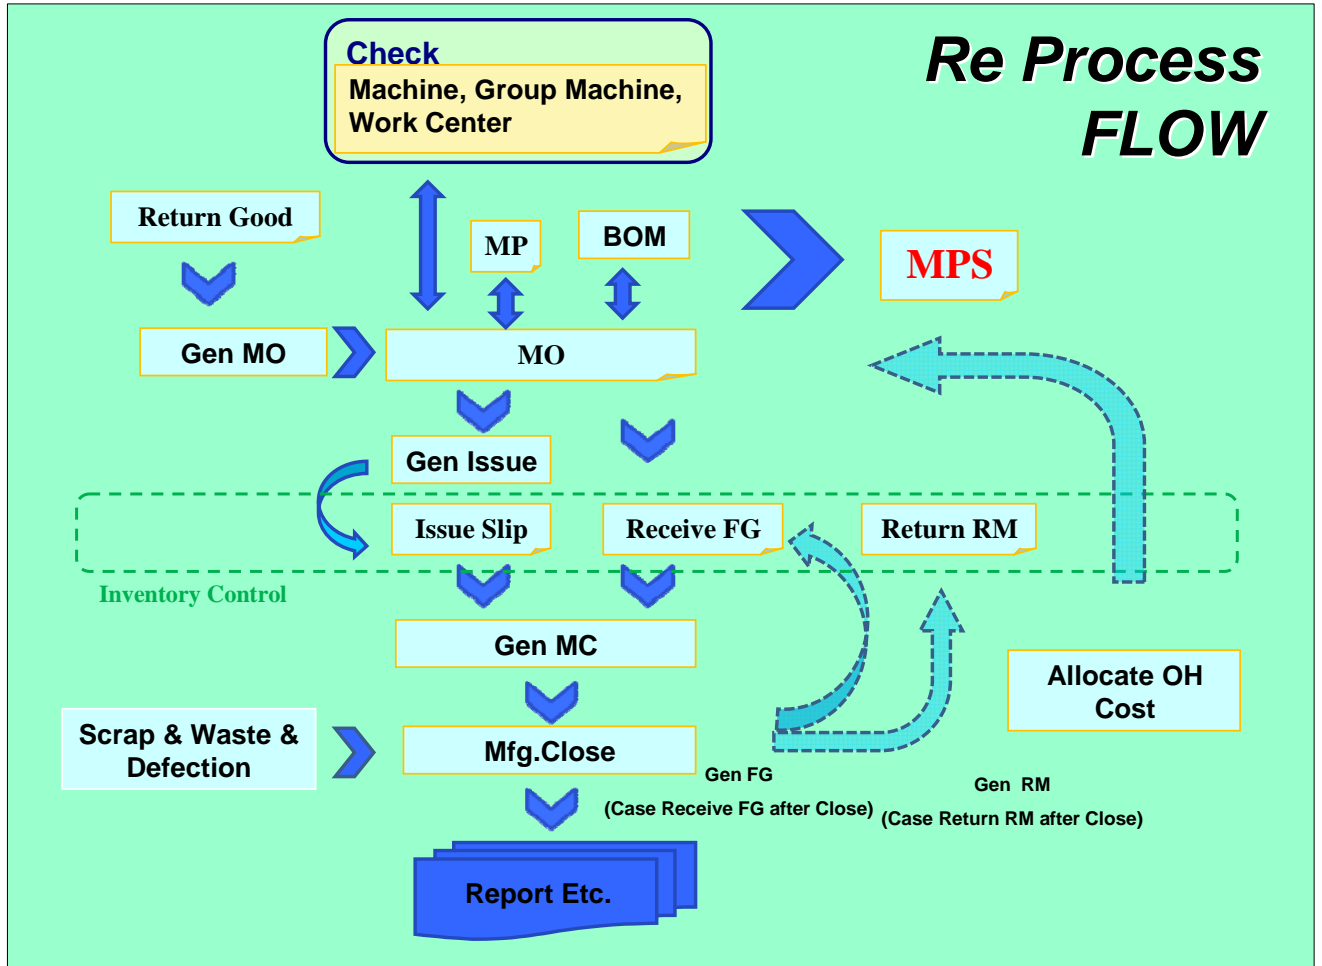 Re Process
FLOW
Check
Machine, Group Machine,
Work Center
Return Good
MP
BOM
MPS
Gen MO
MO
Gen Issue
Issue Slip
Receive FG
Return RM
Inventory Control
Gen MC
Allocate OH
Cost
Scrap & Waste &
Defection
Mfg.Close
Gen FG
(Case Receive FG after Close)
Gen RM
(Case Return RM after Close)
Report Etc.